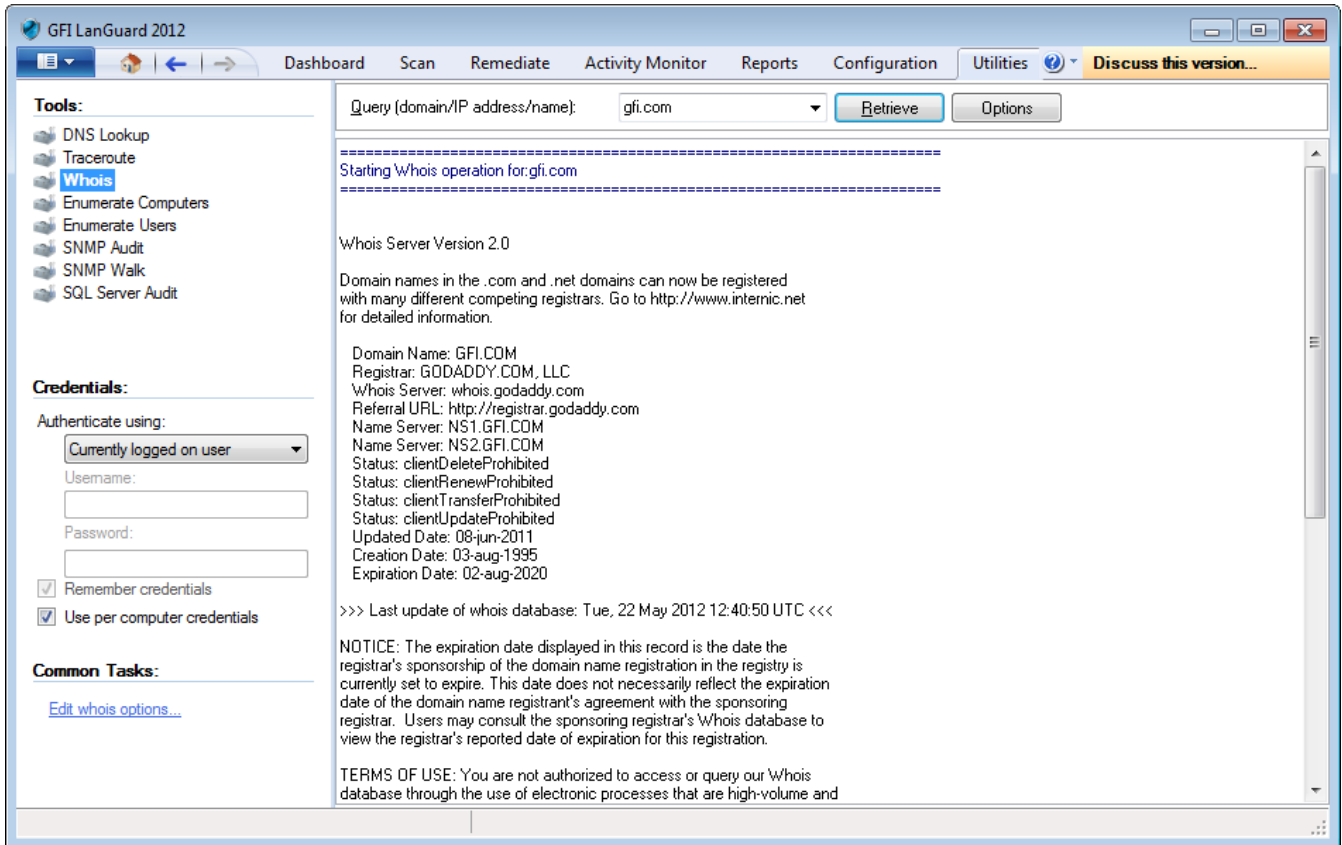 GFI LanGuard 2012
Dashboard Scan Remediate Activity Monitor Reports Configuration Utilities Discuss this version...
Tools:
DNS Lookup
Traceroute
Whois
Enumerate Computers
Enumerate Users
SNMP Audit
SNMP Walk
SQL Server Audit
Credentials:
Authenticate using:
Currently logged on user
Username:
Password:
Remember credentials
Use per computer credentials
Common Tasks:
Edit whois options...
Query (domain/IP address/name): gfi.com Retrieve Options
=======================================================================
Starting Whois operation for:gfi.com
=======================================================================
Whois Server Version 2.0
Domain names in the .com and .net domains can now be registered
with many different competing registrars. Go to http://www.internic.net
for detailed information.
Domain Name: GFI.COM
Registrar: GODADDY.COM, LLC
Whois Server: whois.godaddy.com
Referral URL: http://registrar.godaddy.com
Name Server: NS1.GFI.COM
Name Server: NS2.GFI.COM
Status: clientDeleteProhibited
Status: clientRenewProhibited
Status: clientTransferProhibited
Status: clientUpdateProhibited
Updated Date: 08-jun-2011
Creation Date: 03-aug-1995
Expiration Date: 02-aug-2020
>>> Last update of whois database: Tue, 22 May 2012 12:40:50 UTC <<<
NOTICE: The expiration date displayed in this record is the date the
registrar's sponsorship of the domain name registration in the registry is
currently set to expire. This date does not necessarily reflect the expiration
date of the domain name registrant's agreement with the sponsoring
registrar.  Users may consult the sponsoring registrar's Whois database to
view the registrar's reported date of expiration for this registration.
TERMS OF USE: You are not authorized to access or query our Whois
database through the use of electronic processes that are high-volume and